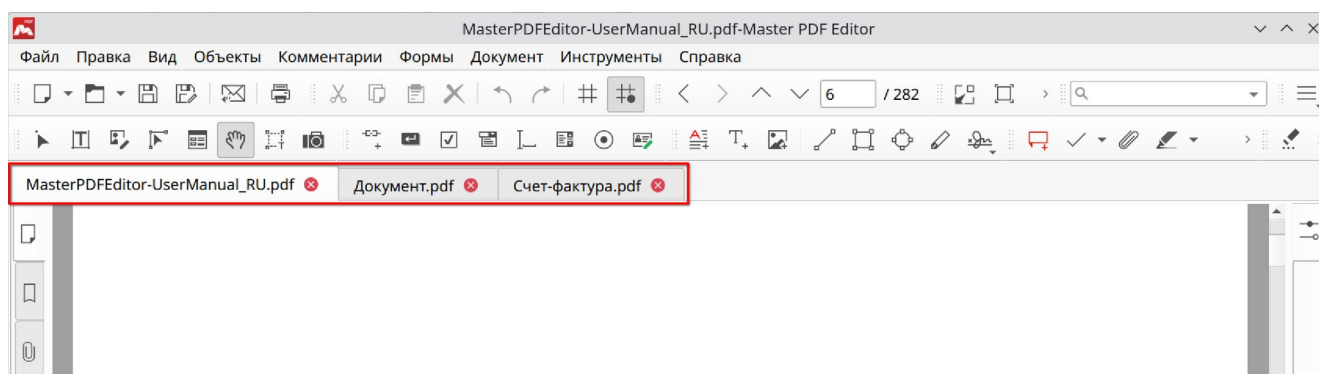 MasterPDFEditor-UserManual_RU.pdf-Master PDF Editor
Файл Правка Вид Объекты Комментарии Формы Документ Инструменты Справка
6 / 282
MasterPDFEditor-UserManual_RU.pdf Документ.pdf Счет-фактура.pdf